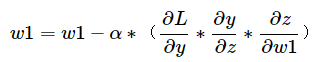 w1 = w1 − α ∗ （∂L/∂y ∗ ∂y/∂z ∗ ∂z/∂w1）